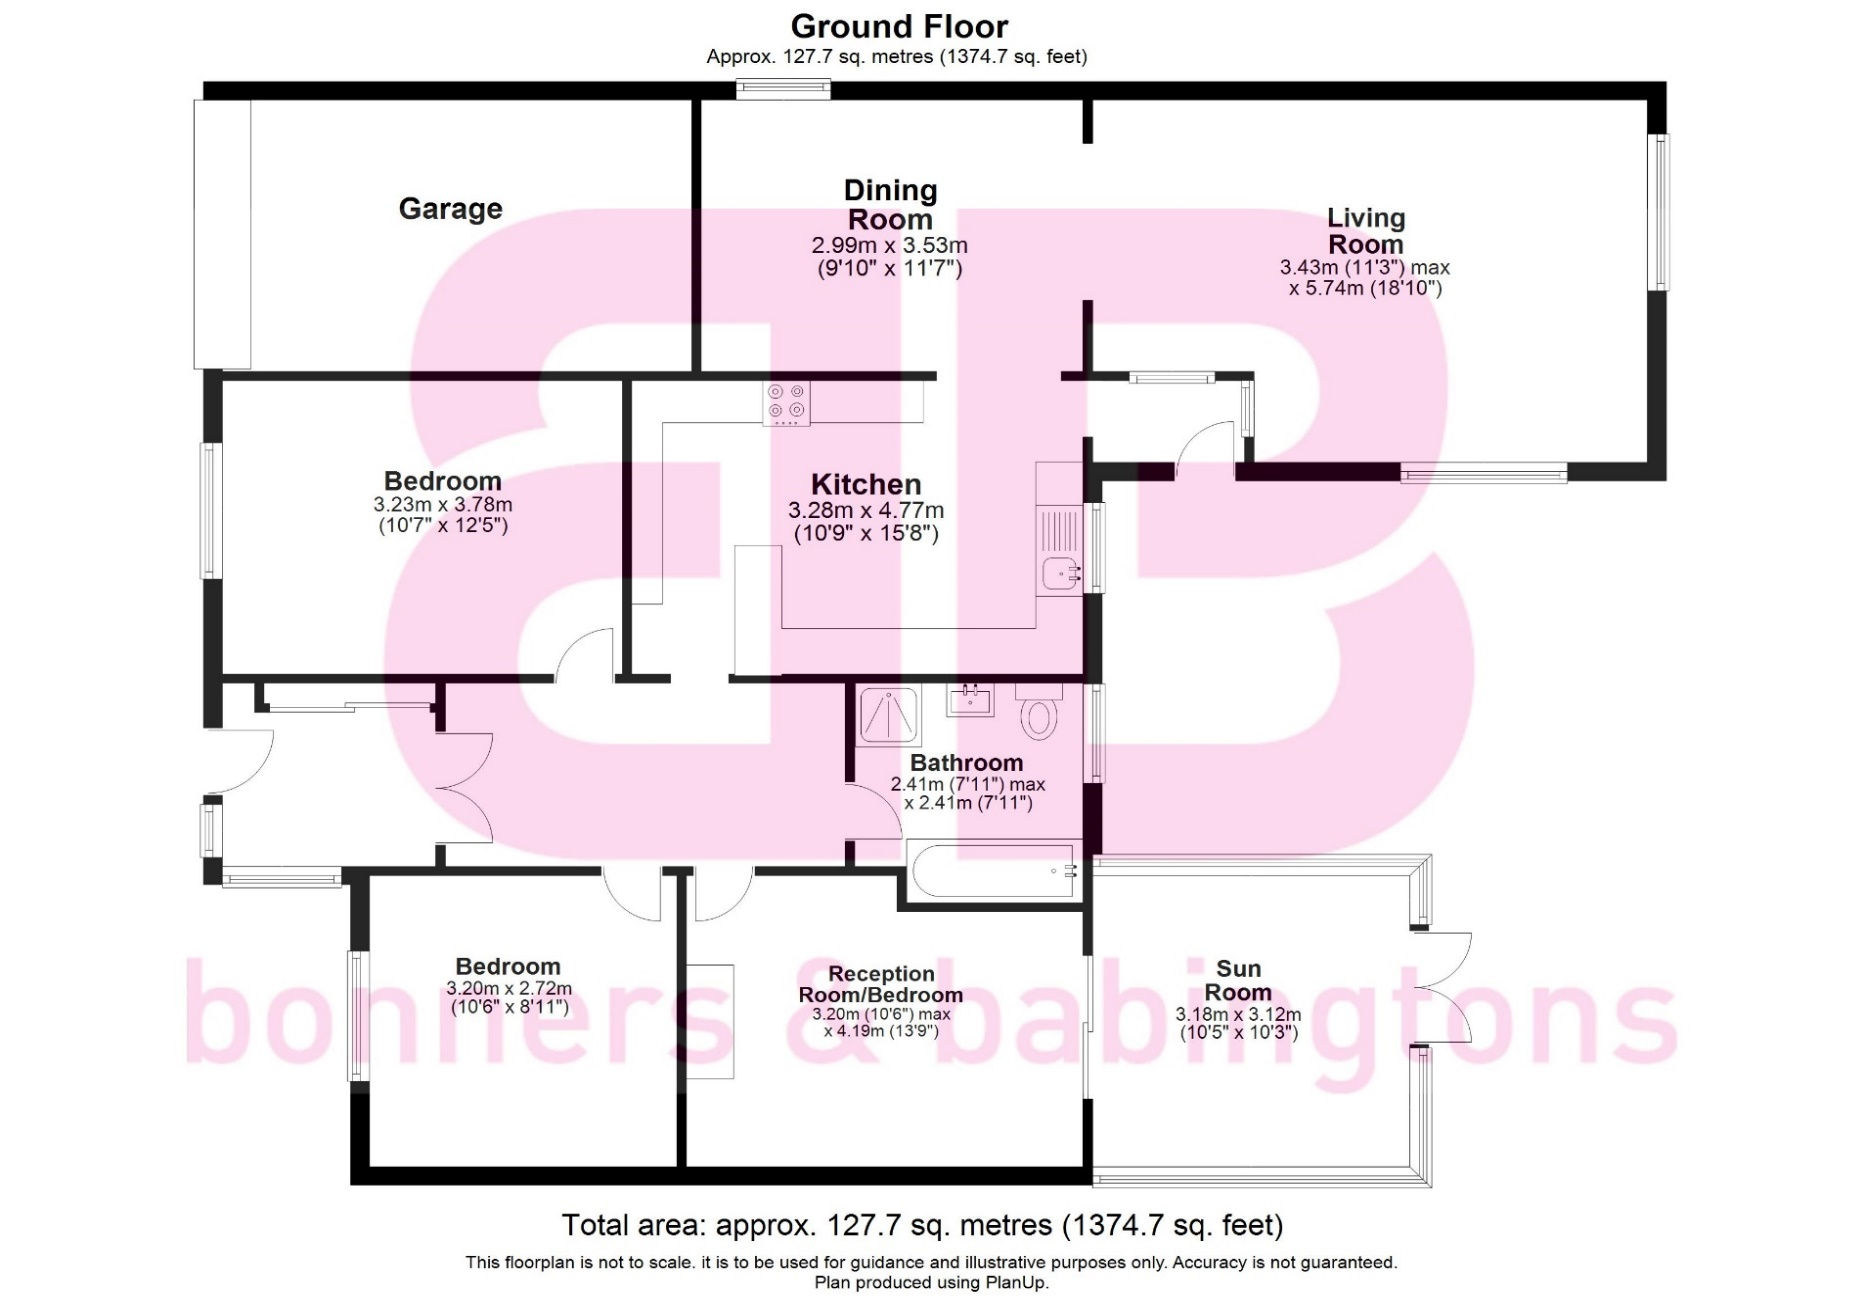 Ground Floor
Approx. 127.7 sq. metres (1374.7 sq. feet)
Garage
Dining
Room
2.99m x 3.53m
(9'10" x 11'7")
Living
Room
3.43m (11'3") max
x 5.74m (18'10")
Bedroom
3.23m x 3.78m
(10'7" x 12'5")
Kitchen
3.28m x 4.77m
(10'9" x 15'8")
Bathroom
2.41m (7'11") max
x 2.41m (7'11")
Bedroom
3.20m x 2.72m
(10'6" x 8'11")
Reception
Room/Bedroom
3.20m (10'6") max
x 4.19m (13'9")
Sun
Room
3.18m x 3.12m
(10'5" x 10'3")
aB
bonners & babingtons
Total area: approx. 127.7 sq. metres (1374.7 sq. feet)
This floorplan is not to scale. it is to be used for guidance and illustrative purposes only. Accuracy is not guaranteed.
Plan produced using PlanUp.